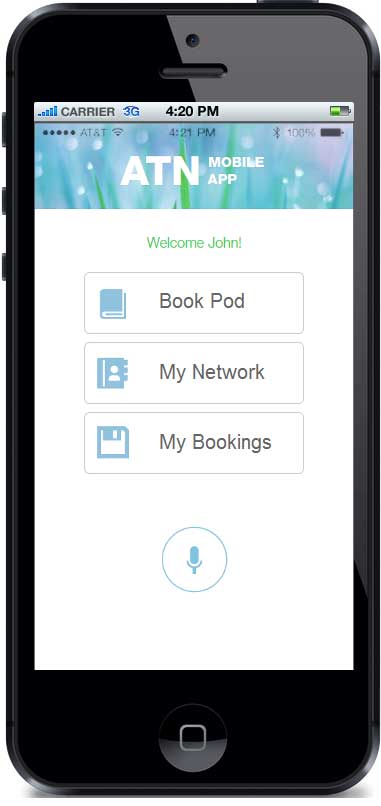 CARRIER 3G 4:20 PM
AT&T 4:21 PM 100%
ATN MOBILE
APP
Welcome John!
Book Pod
My Network
My Bookings